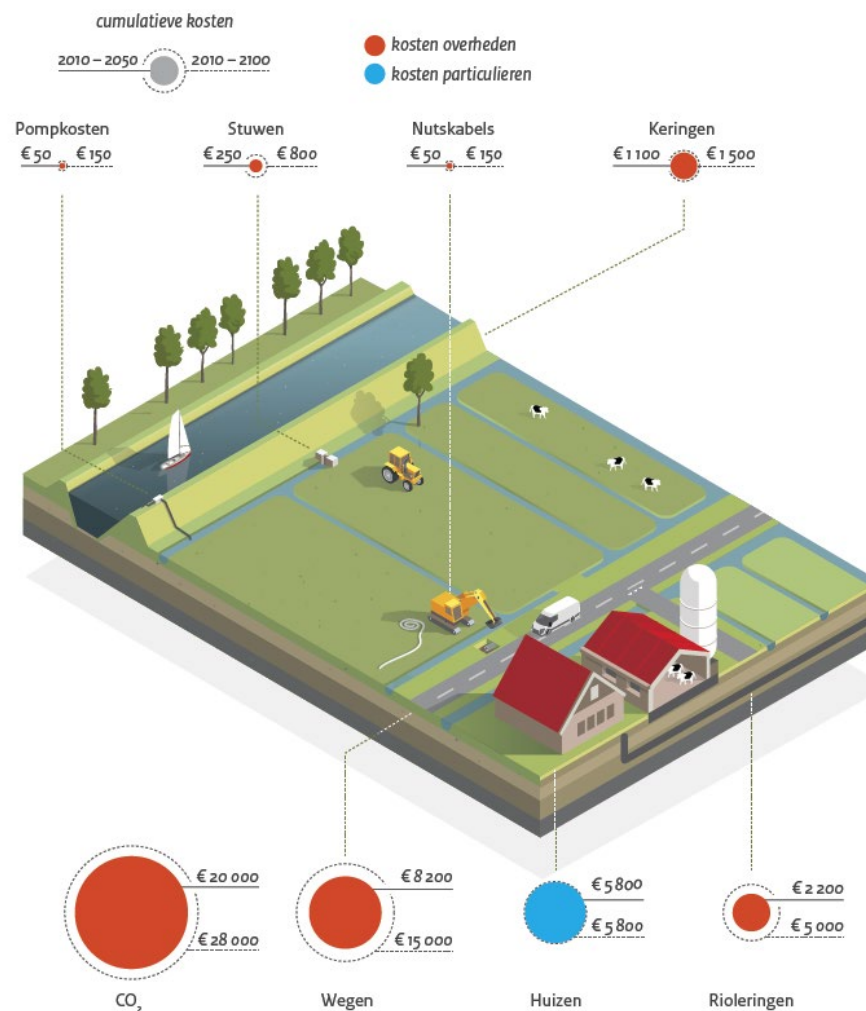 cumulatieve kosten
2010 – 2050 2010 – 2100
kosten overheden
kosten particulieren
Pompkosten Stuwen Nutskabels Keringen
€ 50 € 150 € 250 € 800 € 50 € 150 € 1 100 € 1 500
€ 20 000 € 8 200 € 5 800 € 2 200
€ 28 000 € 15 000 € 5 800 € 5 000
CO₂ Wegen Huizen Rioleringen